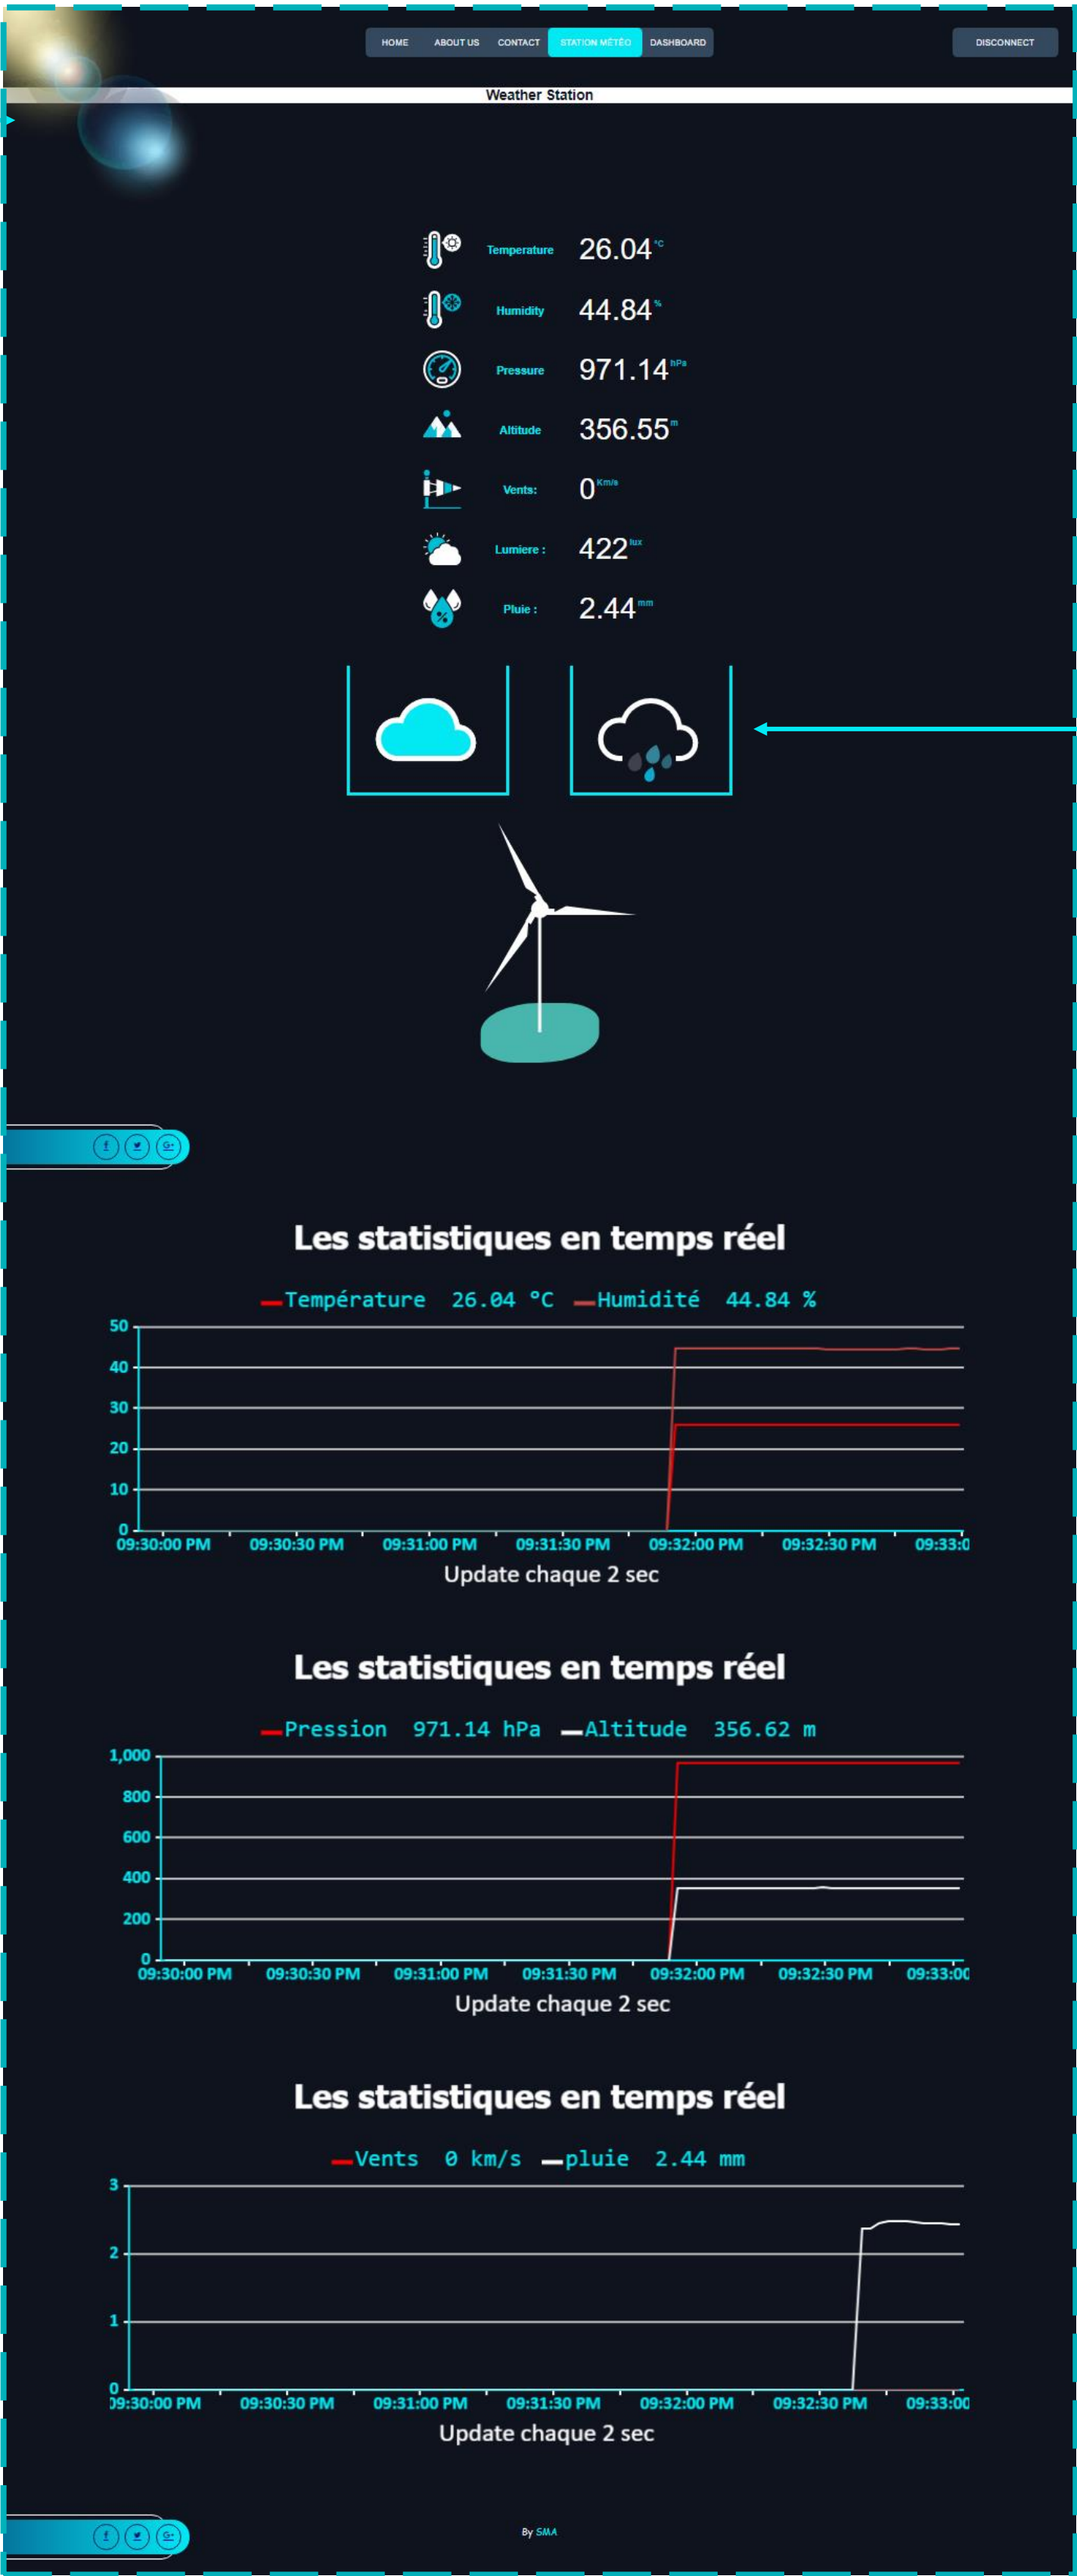 HOME ABOUT US CONTACT STATION MÉTÉO DASHBOARD DISCONNECT
Weather Station
Temperature 26.04 °C
Humidity 44.84 %
Pressure 971.14 hPa
Altitude 356.55 m
Vents: 0 Km/s
Lumiere : 422 lux
Pluie : 2.44 mm
Les statistiques en temps réel
Température 26.04 °C Humidité 44.84 %
50
40
30
20
10
0
09:30:00 PM 09:30:30 PM 09:31:00 PM 09:31:30 PM 09:32:00 PM 09:32:30 PM 09:33:0
Update chaque 2 sec
Les statistiques en temps réel
Pression 971.14 hPa Altitude 356.62 m
1,000
800
600
400
200
0
09:30:00 PM 09:30:30 PM 09:31:00 PM 09:31:30 PM 09:32:00 PM 09:32:30 PM 09:33:00
Update chaque 2 sec
Les statistiques en temps réel
Vents 0 km/s pluie 2.44 mm
3
2
1
0
09:30:00 PM 09:30:30 PM 09:31:00 PM 09:31:30 PM 09:32:00 PM 09:32:30 PM 09:33:00
Update chaque 2 sec
By SMA